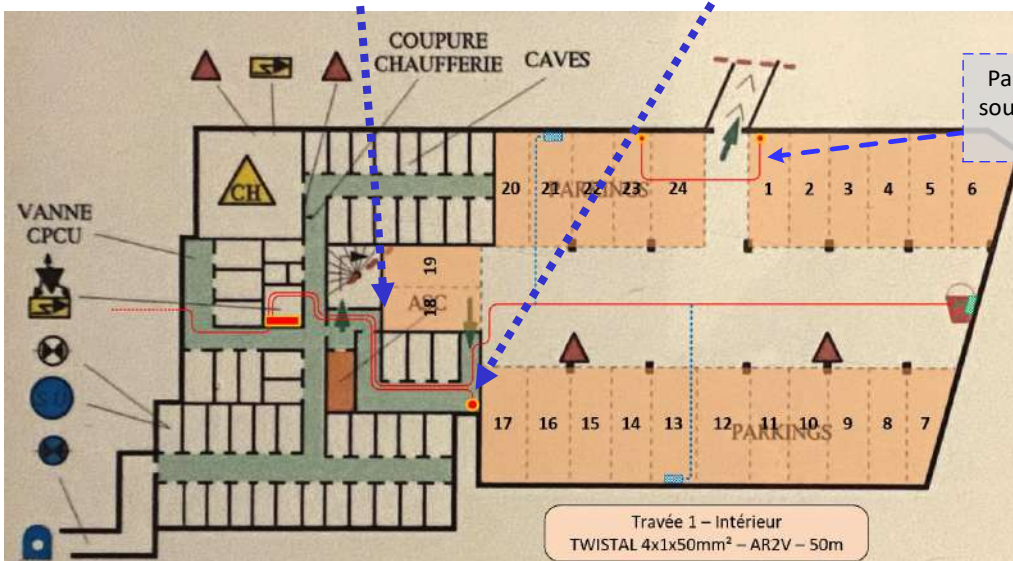 COUPURE
CHAUFFERIE
CAVES
Pa
sou
CH
VANNE
CPCU
20 21 22 23 24
PARKINGS
1 2 3 4 5 6
19
18
ASC
17 16 15 14 13 12 11 10 9 8 7
PARKINGS
Travée 1 – Intérieur
TWISTAL 4x1x50mm² – AR2V – 50m